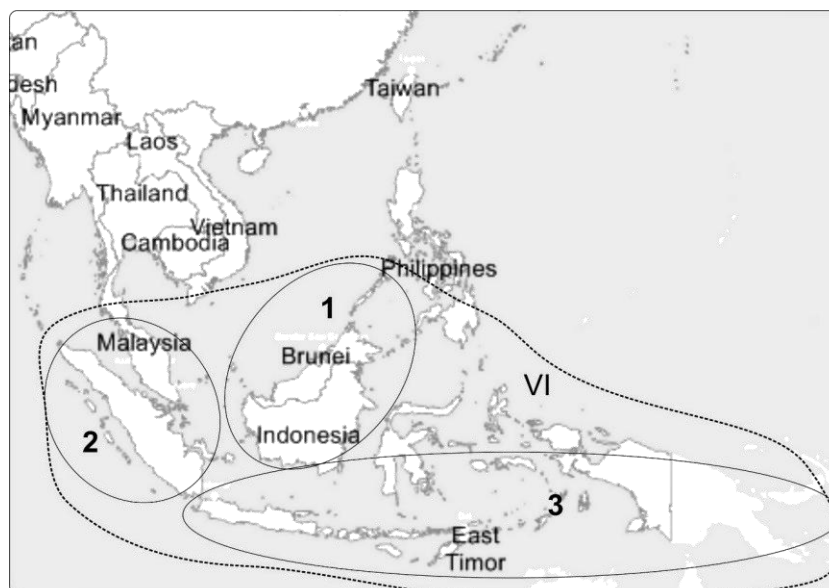 an
desh
Myanmar
Laos
Taiwan
Thailand
Vietnam
Cambodia
Philippines
1
Malaysia
Brunei
VI
2
Indonesia
3
East
Timor